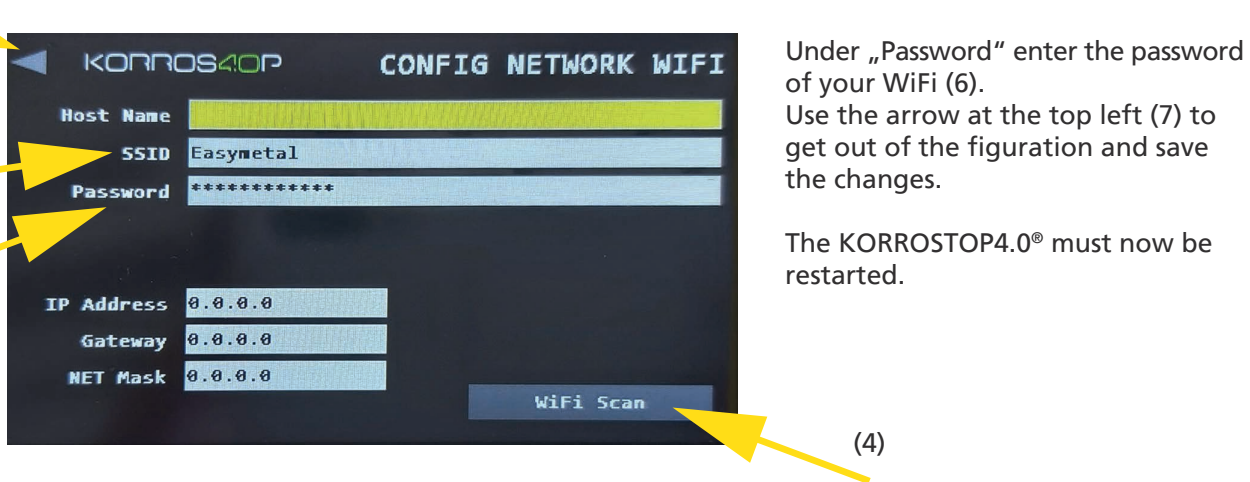 KORROS4.0P CONFIG NETWORK WIFI
Host Name
SSID Easymetal
Password ************
IP Address 0.0.0.0
Gateway 0.0.0.0
NET Mask 0.0.0.0
WiFi Scan
(4)
Under „Password“ enter the password
of your WiFi (6).
Use the arrow at the top left (7) to
get out of the figuration and save
the changes.
The KORROSTOP4.0® must now be
restarted.